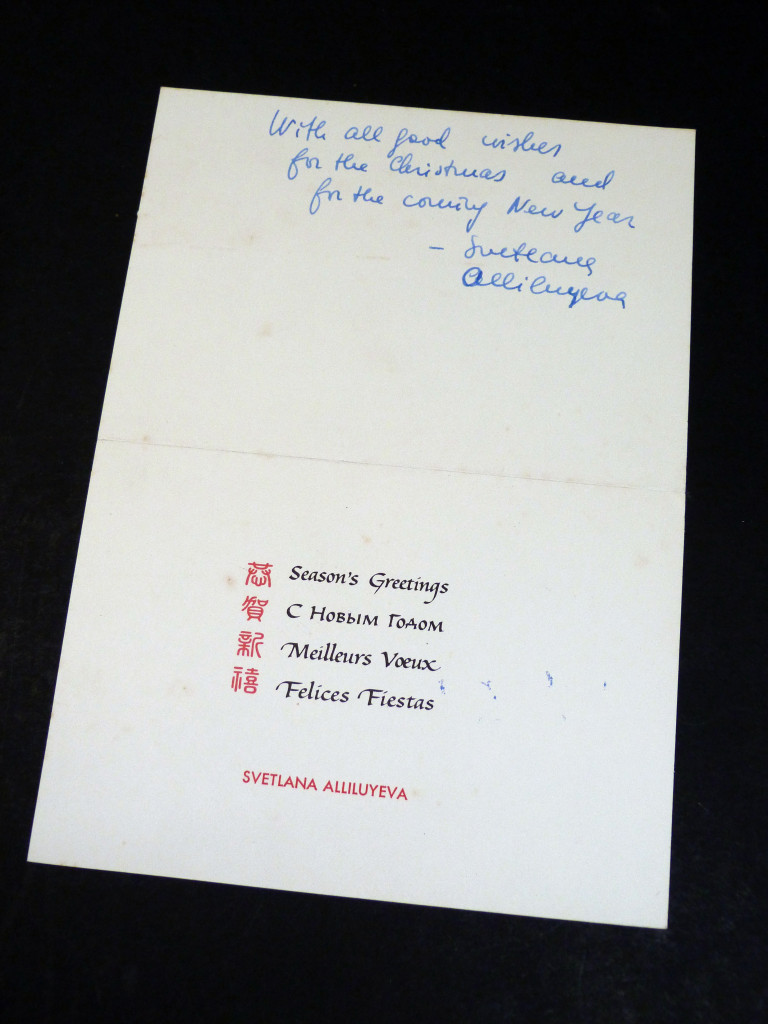 With all good wishes
for the Christmas and
for the coming New Year
– Svetlana
Alliluyeva
恭賀新禧
Season's Greetings
С Новым Годом
Meilleurs Vœux
Felices Fiestas
SVETLANA ALLILUYEVA